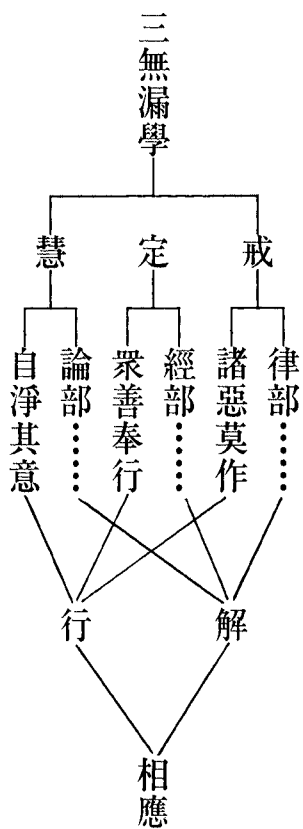 三無漏學
戒
定
慧
律部……
諸惡莫作
經部……
眾善奉行
論部……
自淨其意
解
行
相應